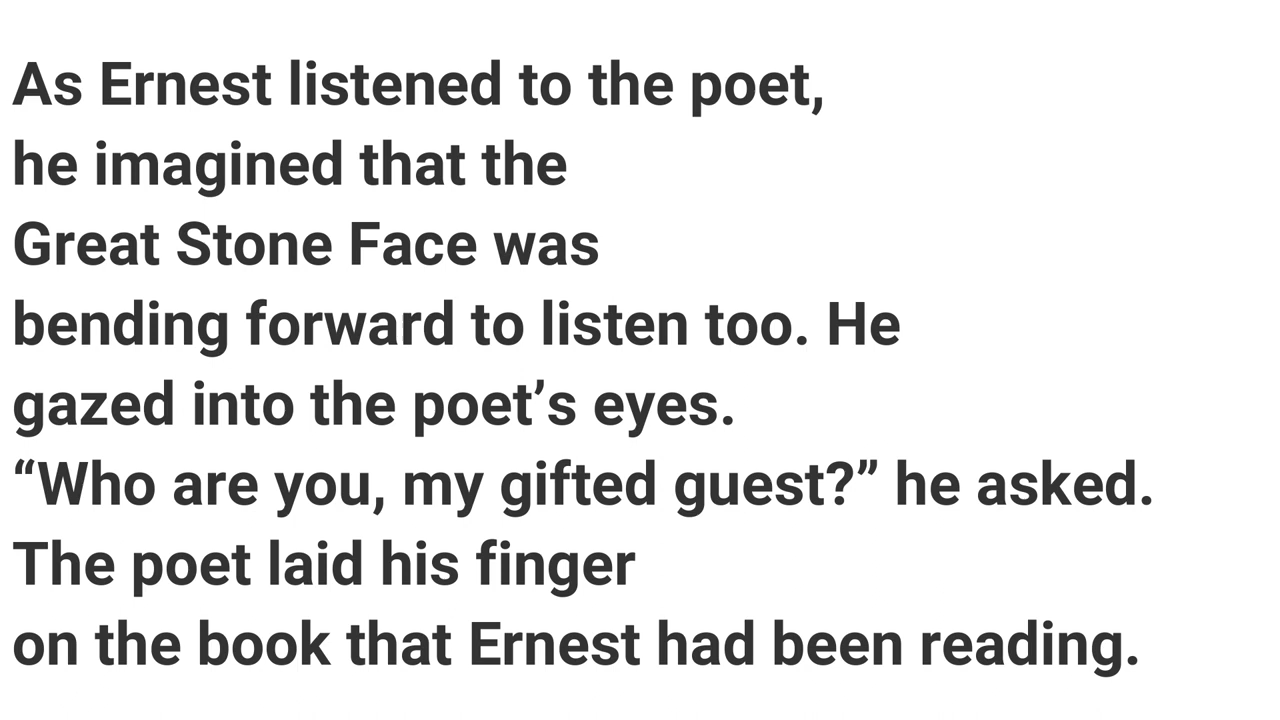 As Ernest listened to the poet,
he imagined that the
Great Stone Face was
bending forward to listen too. He
gazed into the poet’s eyes.
“Who are you, my gifted guest?” he asked.
The poet laid his finger
on the book that Ernest had been reading.